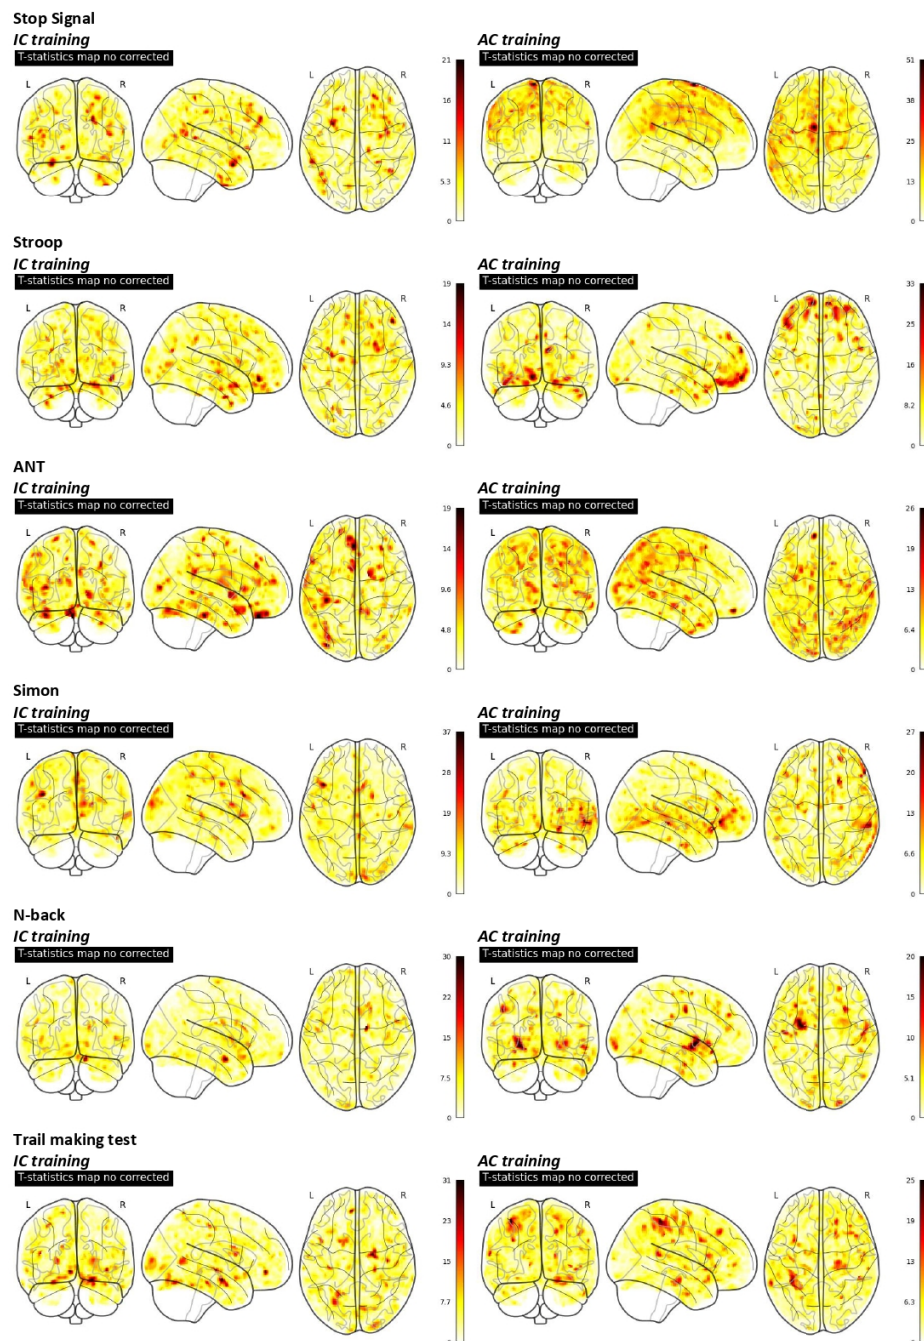 Stop Signal
IC training
AC training
T-statistics map no corrected
T-statistics map no corrected
L R L R
21
16
11
5.3
0
L R
51
38
25
13
0
Stroop
IC training
AC training
T-statistics map no corrected
T-statistics map no corrected
L R L R
19
14
9.3
4.6
0
L R L R
33
25
16
8.2
0
ANT
IC training
AC training
T-statistics map no corrected
T-statistics map no corrected
L R L R
19
14
9.6
4.8
0
L R L R
26
19
13
6.4
0
Simon
IC training
AC training
T-statistics map no corrected
T-statistics map no corrected
L R L R
37
28
19
9.3
0
L R L R
27
20
13
6.6
0
N-back
IC training
AC training
T-statistics map no corrected
T-statistics map no corrected
L R L R
30
22
15
7.5
0
L R L R
20
15
10
5.1
0
Trail making test
IC training
AC training
T-statistics map no corrected
T-statistics map no corrected
L R L R
31
23
15
7.7
L R L R
25
19
13
6.3